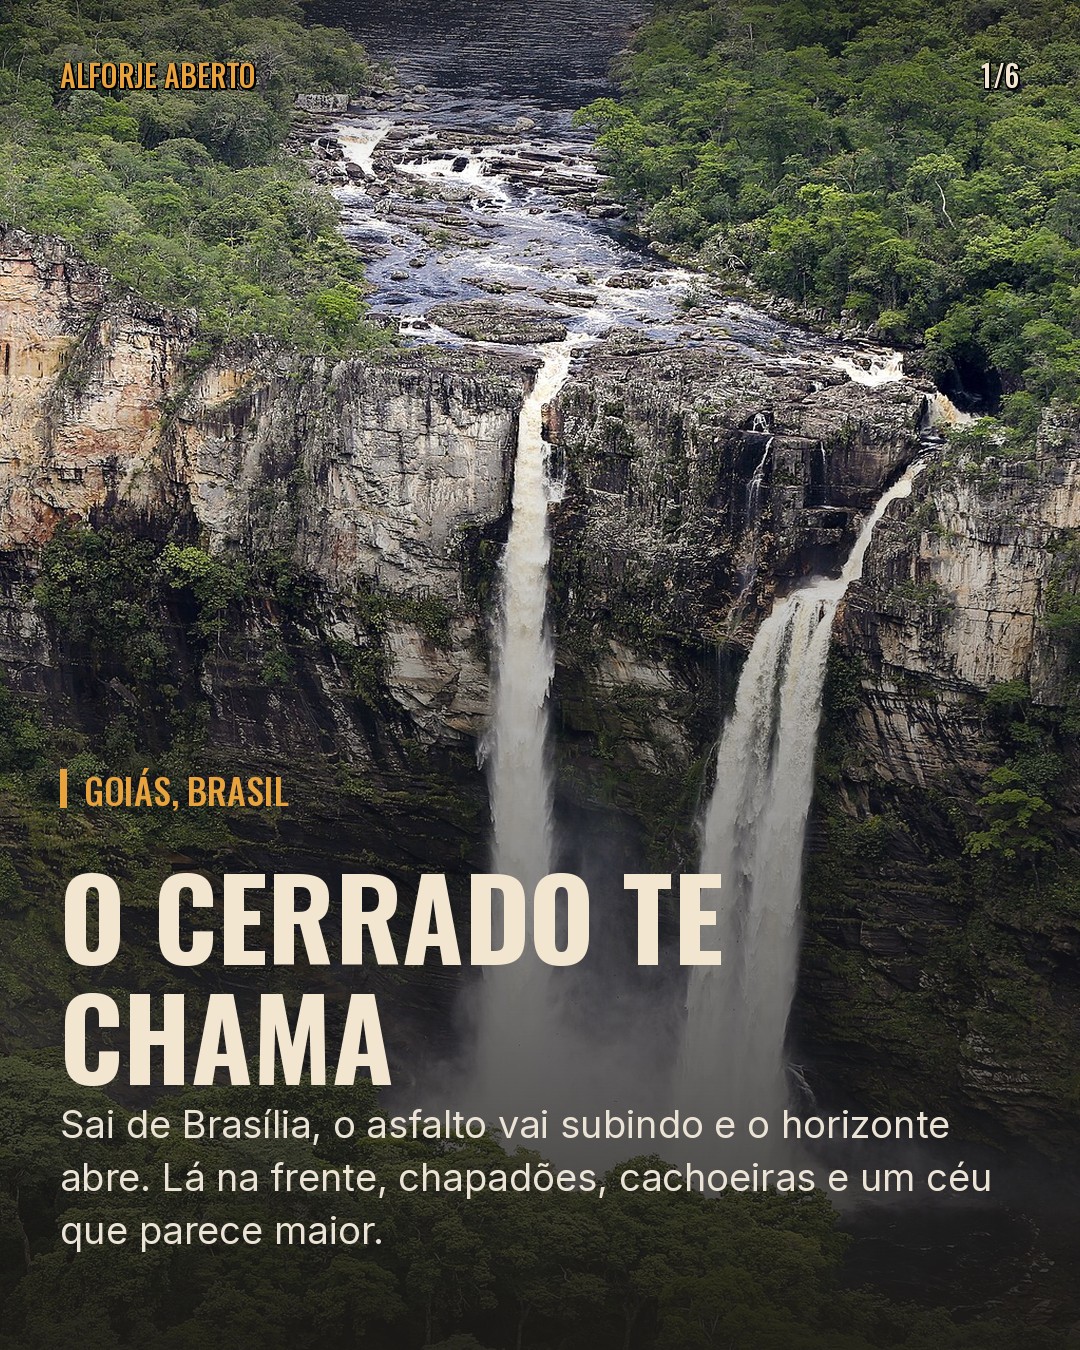 ALFORJE ABERTO
1/6
GOIÁS, BRASIL
O CERRADO TE
CHAMA
Sai de Brasília, o asfalto vai subindo e o horizonte
abre. Lá na frente, chapadões, cachoeiras e um céu
que parece maior.